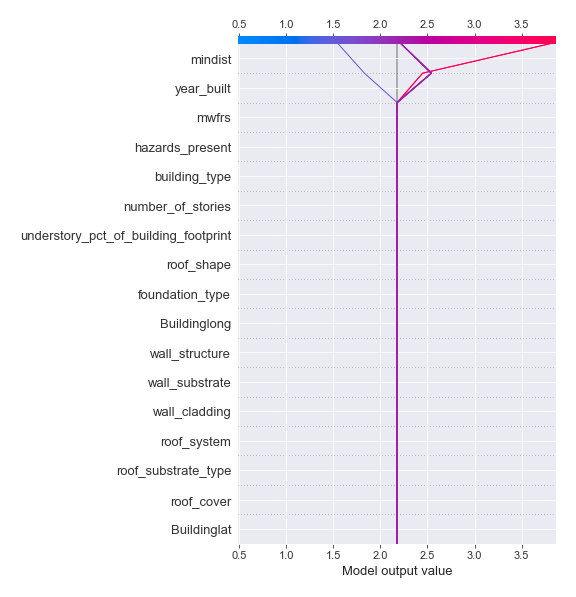 0.5 1.0 1.5 2.0 2.5 3.0 3.5
mindist
year_built
mwfrs
hazards_present
building_type
number_of_stories
understory_pct_of_building_footprint
roof_shape
foundation_type
Buildinglong
wall_structure
wall_substrate
wall_cladding
roof_system
roof_substrate_type
roof_cover
Buildinglat
0.5 1.0 1.5 2.0 2.5 3.0 3.5
Model output value